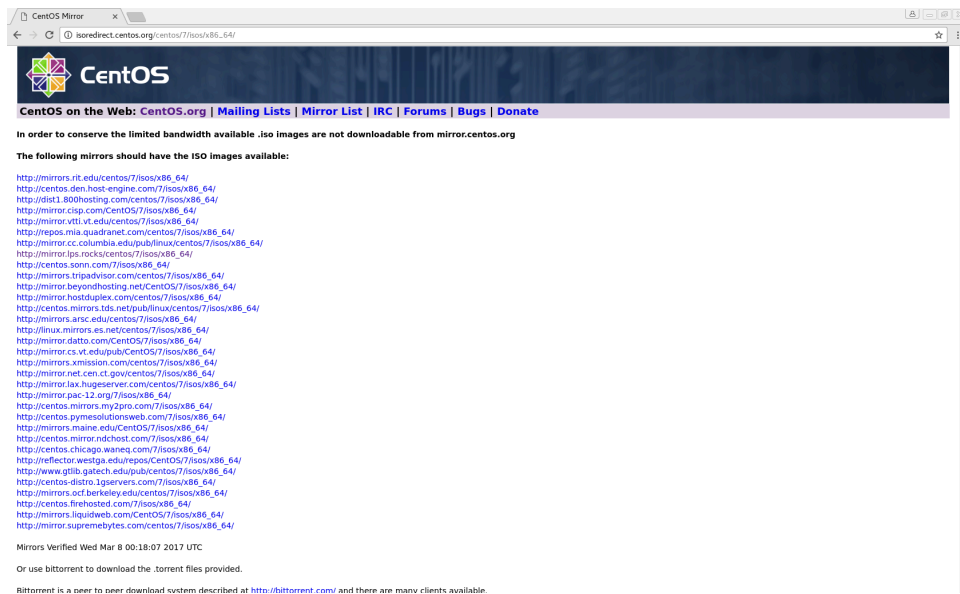 CentOS Mirror
isoredirect.centos.org/centos/7/isos/x86_64/
CentOS
CentOS on the Web: CentOS.org | Mailing Lists | Mirror List | IRC | Forums | Bugs | Donate
In order to conserve the limited bandwidth available .iso images are not downloadable from mirror.centos.org
The following mirrors should have the ISO images available:
http://mirrors.rit.edu/centos/7/isos/x86_64/
http://centos.den.host-engine.com/7/isos/x86_64/
http://dist1.800hosting.com/centos/7/isos/x86_64/
http://mirror.cisp.com/CentOS/7/isos/x86_64/
http://mirror.vtti.vt.edu/centos/7/isos/x86_64/
http://repos.mia.quadranet.com/centos/7/isos/x86_64/
http://mirror.cc.columbia.edu/pub/linux/centos/7/isos/x86_64/
http://mirror.lps.rocks/centos/7/isos/x86_64/
http://centos.sonn.com/7/isos/x86_64/
http://mirrors.tripadvisor.com/centos/7/isos/x86_64/
http://mirror.beyondhosting.net/CentOS/7/isos/x86_64/
http://mirror.hostduplex.com/centos/7/isos/x86_64/
http://centos.mirrors.tds.net/pub/linux/centos/7/isos/x86_64/
http://mirrors.arsc.edu/centos/7/isos/x86_64/
http://linux.mirrors.es.net/centos/7/isos/x86_64/
http://mirror.datto.com/CentOS/7/isos/x86_64/
http://mirror.cs.vt.edu/pub/CentOS/7/isos/x86_64/
http://mirrors.xmission.com/centos/7/isos/x86_64/
http://mirror.net.cen.ct.gov/centos/7/isos/x86_64/
http://mirror.lax.hugeserver.com/centos/7/isos/x86_64/
http://mirror.pac-12.org/7/isos/x86_64/
http://centos.mirrors.my2pro.com/7/isos/x86_64/
http://centos.pymesolutionsweb.com/7/isos/x86_64/
http://mirrors.maine.edu/CentOS/7/isos/x86_64/
http://centos.mirror.ndchost.com/7/isos/x86_64/
http://centos.chicago.waneq.com/7/isos/x86_64/
http://reflector.westga.edu/repos/CentOS/7/isos/x86_64/
http://www.gtlib.gatech.edu/pub/centos/7/isos/x86_64/
http://centos-distro.1gservers.com/7/isos/x86_64/
http://mirrors.ocf.berkeley.edu/centos/7/isos/x86_64/
http://centos.firehosted.com/7/isos/x86_64/
http://mirrors.liquidweb.com/CentOS/7/isos/x86_64/
http://mirror.supremebytes.com/centos/7/isos/x86_64/
Mirrors Verified Wed Mar 8 00:18:07 2017 UTC
Or use bittorrent to download the .torrent files provided.
Bittorrent is a peer to peer download system described at http://bittorrent.com/ and there are many clients available.